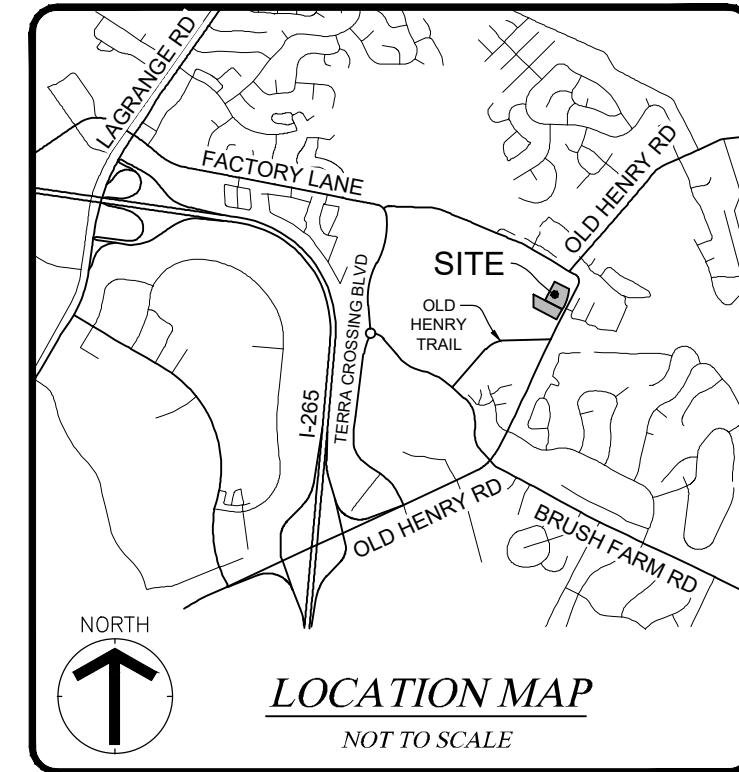 LAGRANGE RD
FACTORY LANE
OLD HENRY RD
SITE
OLD
HENRY
TRAIL
TERRA CROSSING BLVD
I-265
OLD HENRY RD
BRUSH FARM RD
NORTH
LOCATION MAP
NOT TO SCALE